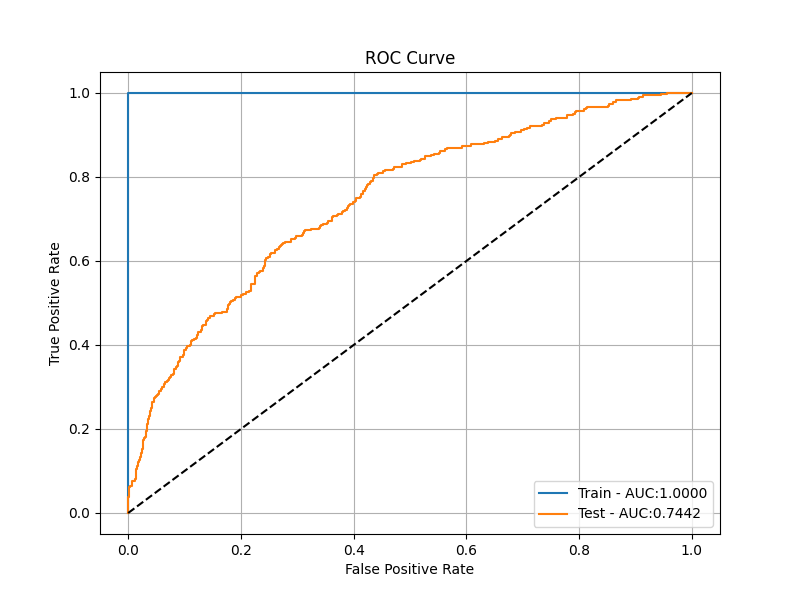 ROC Curve
True Positive Rate
1.0
0.8
0.6
0.4
0.2
0.0
0.0 0.2 0.4 0.6 0.8 1.0
False Positive Rate
Train - AUC:1.0000
Test - AUC:0.7442